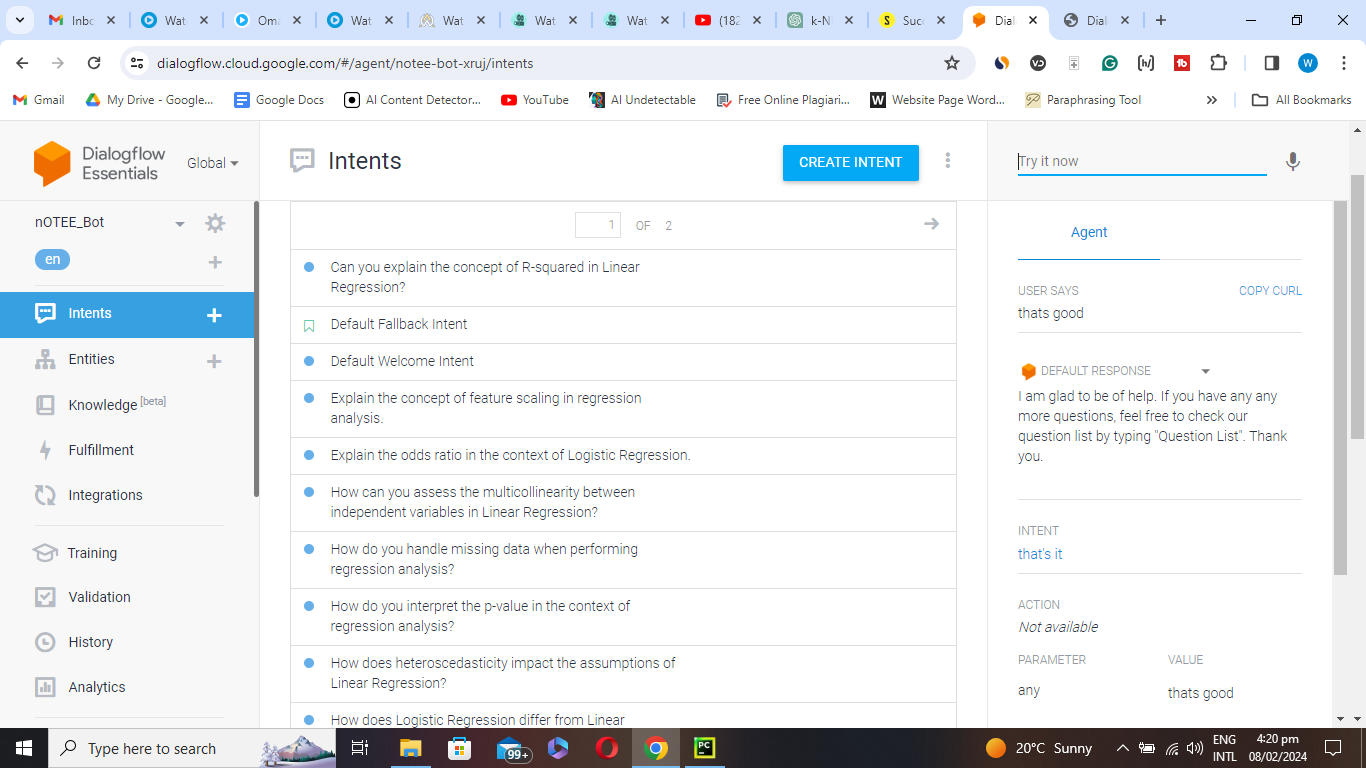 Inbo
Wat
Om
Wat
Wat
Wat
Wat
(182
k-N
Suc
Dial
Dial
dialogflow.cloud.google.com/#/agent/notee-bot-xruj/intents
W
Gmail
My Drive - Google...
Google Docs
AI Content Detector...
YouTube
AI Undetectable
Free Online Plagiari...
W
Website Page Word...
Paraphrasing Tool
All Bookmarks
Dialogflow
Essentials
Global
Intents
CREATE INTENT
Try it now
nOTEE_Bot
en
Intents
Entities
Knowledge [beta]
Fulfillment
Integrations
Training
Validation
History
Analytics
1 OF 2
Can you explain the concept of R-squared in Linear
Regression?
Default Fallback Intent
Default Welcome Intent
Explain the concept of feature scaling in regression
analysis.
Explain the odds ratio in the context of Logistic Regression.
How can you assess the multicollinearity between
independent variables in Linear Regression?
How do you handle missing data when performing
regression analysis?
How do you interpret the p-value in the context of
regression analysis?
How does heteroscedasticity impact the assumptions of
Linear Regression?
How does Logistic Regression differ from Linear
Agent
USER SAYS
COPY CURL
thats good
DEFAULT RESPONSE
I am glad to be of help. If you have any any
more questions, feel free to check our
question list by typing "Question List". Thank
you.
INTENT
that's it
ACTION
Not available
PARAMETER
VALUE
any
thats good
Type here to search
99+
PC
20°C Sunny
ENG
INTL
4:20 pm
08/02/2024